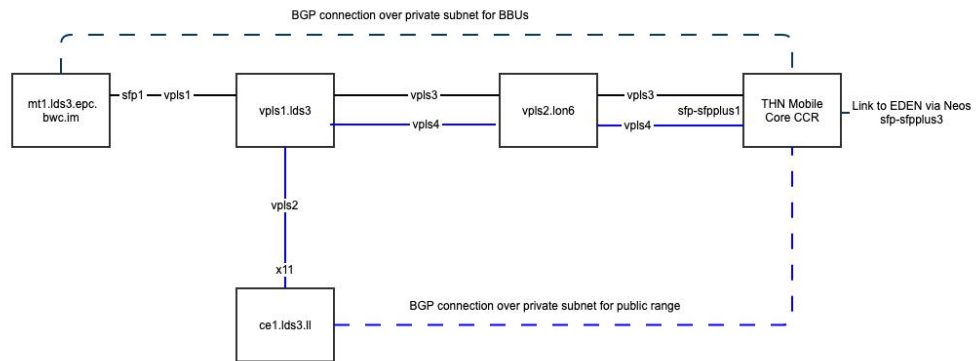 BGP connection over private subnet for BBUs
mt1.lds3.epc.
bwc.im
sfp1
vpls1
vpls1.lds3
vpls3
vpls4
vpls2.lon6
vpls3
sfp-sfpplus1
vpls4
THN Mobile
Core CCR
Link to EDEN via Neos
sfp-sfpplus3
vpls2
x11
ce1.lds3.ll
BGP connection over private subnet for public range